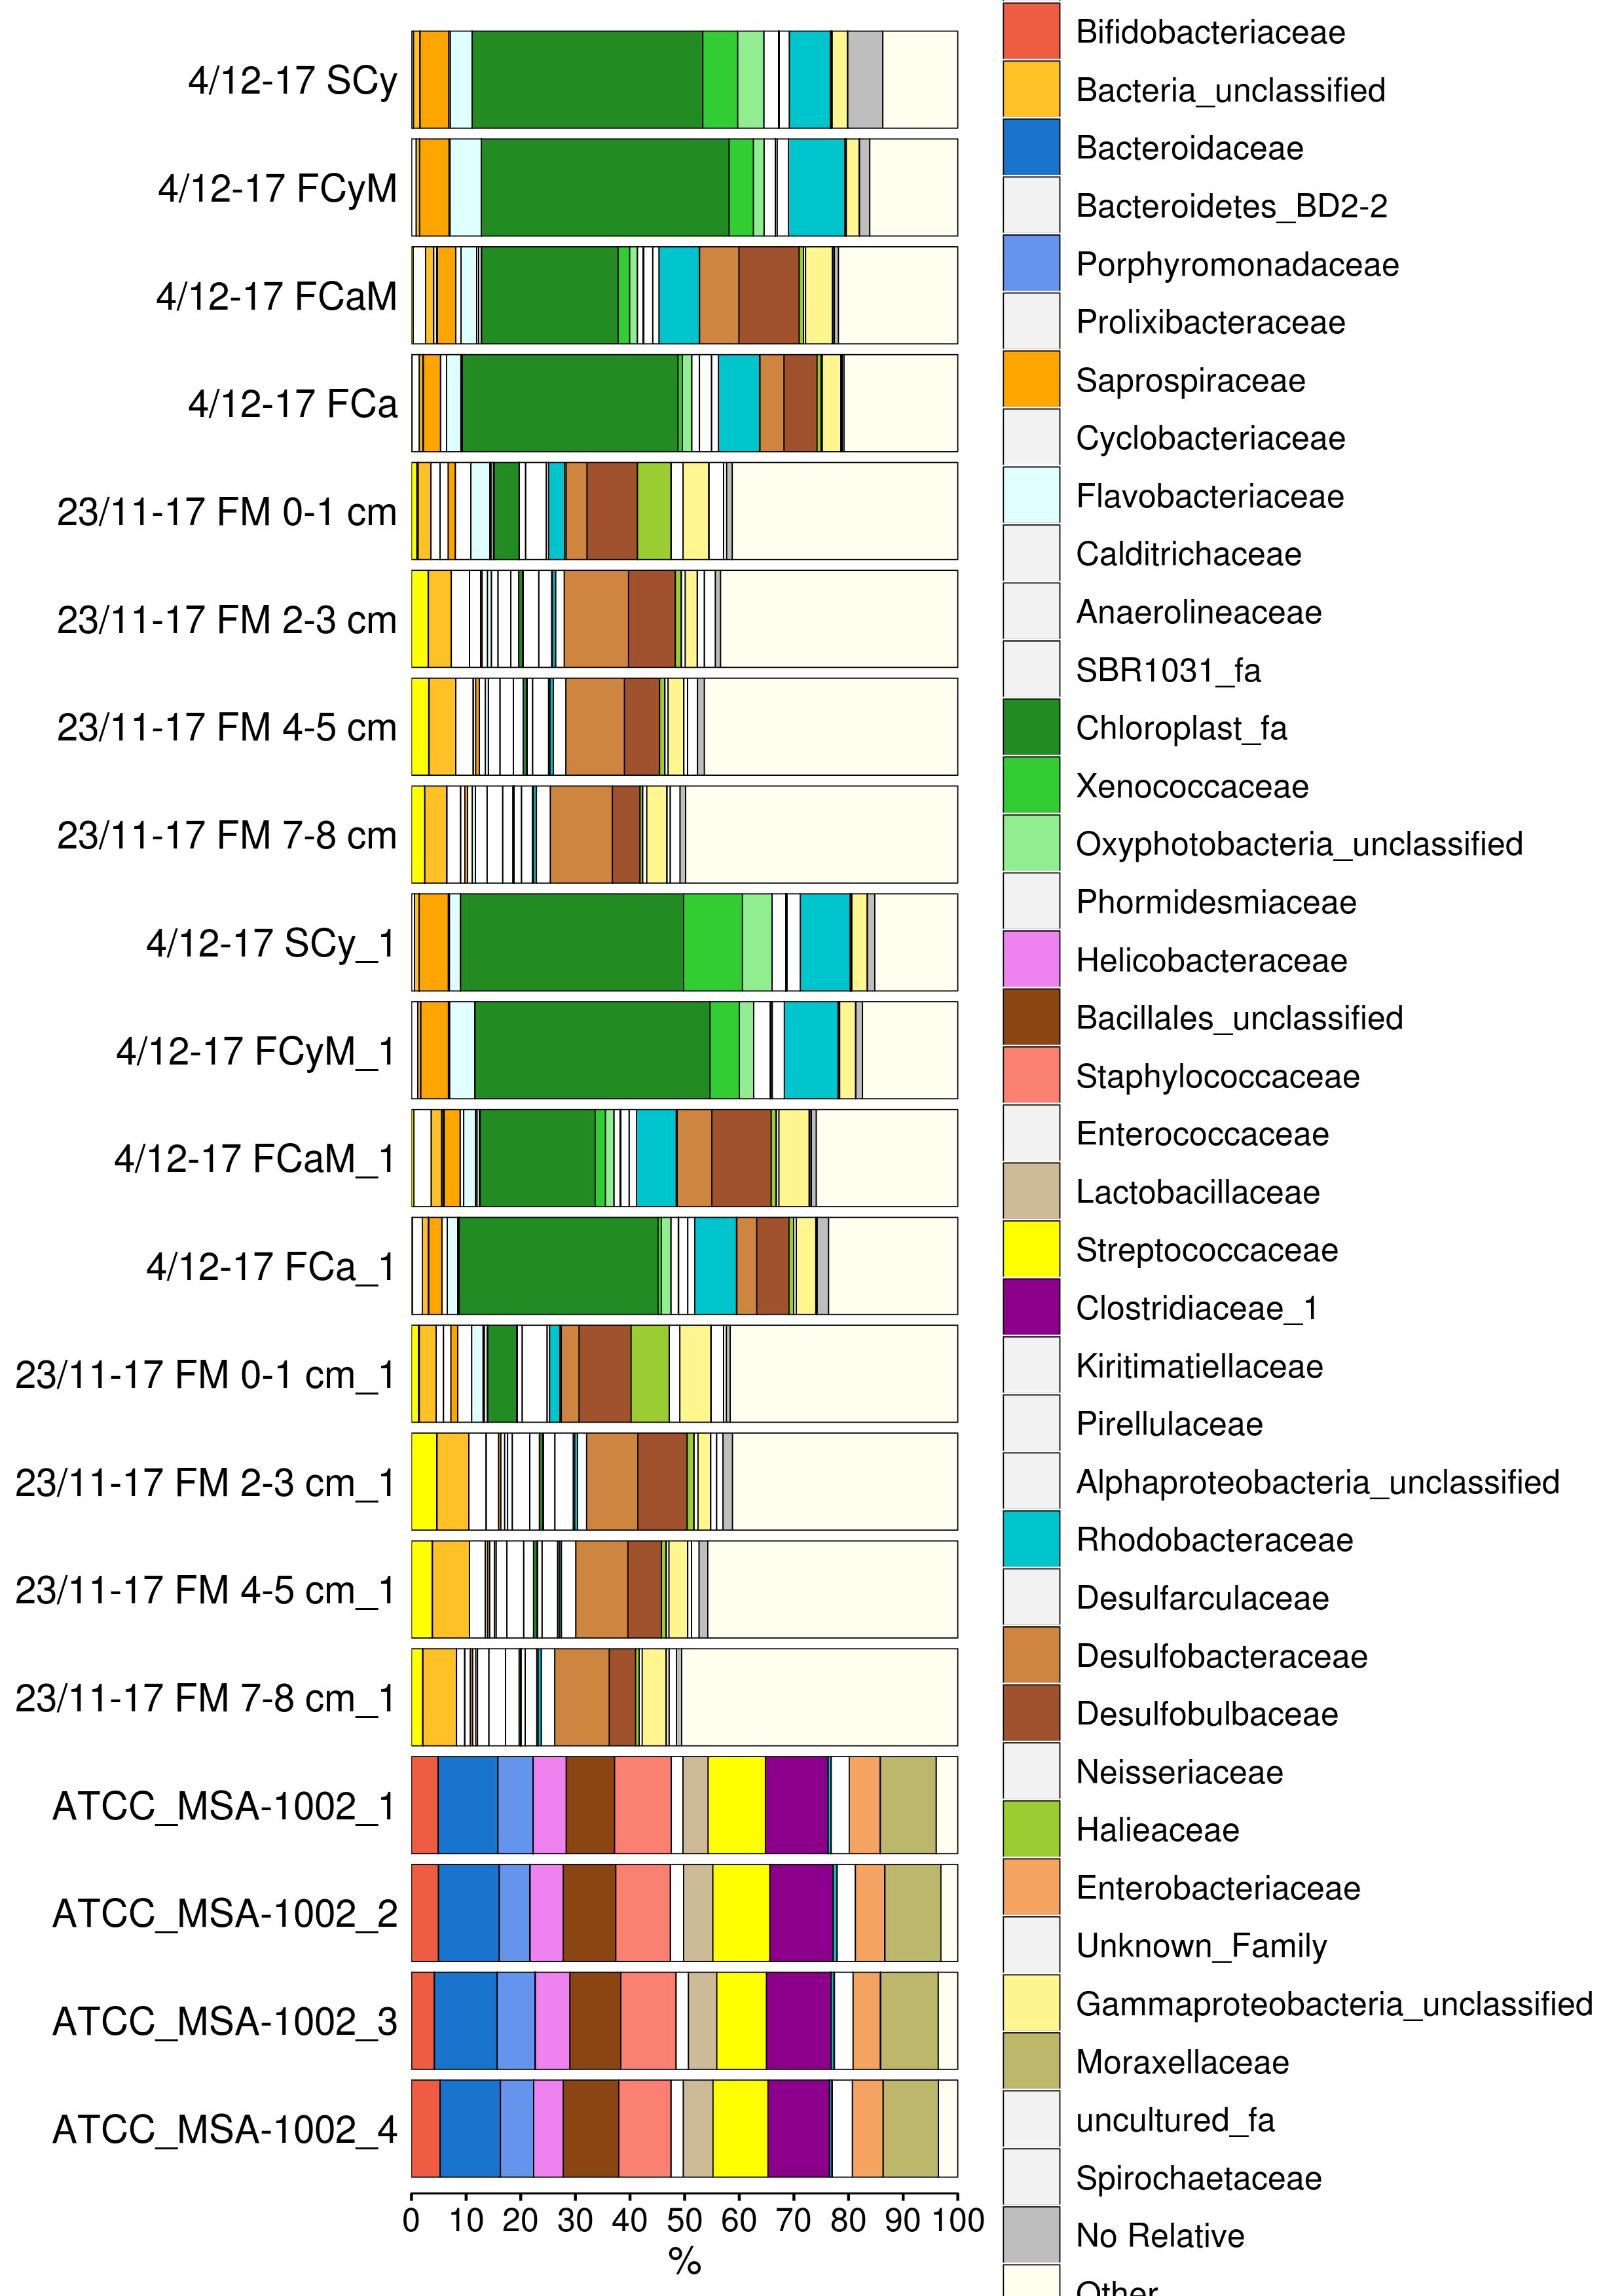 4/12-17 SCy
4/12-17 FCyM
4/12-17 FCaM
4/12-17 FCa
23/11-17 FM 0-1 cm
23/11-17 FM 2-3 cm
23/11-17 FM 4-5 cm
23/11-17 FM 7-8 cm
4/12-17 SCy_1
4/12-17 FCyM_1
4/12-17 FCaM_1
4/12-17 FCa_1
23/11-17 FM 0-1 cm_1
23/11-17 FM 2-3 cm_1
23/11-17 FM 4-5 cm_1
23/11-17 FM 7-8 cm_1
ATCC_MSA-1002_1
ATCC_MSA-1002_2
ATCC_MSA-1002_3
ATCC_MSA-1002_4
0 10 20 30 40 50 60 70 80 90 100
%
Bifidobacteriaceae
Bacteria_unclassified
Bacteroidaceae
Bacteroidetes_BD2-2
Porphyromonadaceae
Prolixibacteraceae
Saprospiraceae
Cyclobacteriaceae
Flavobacteriaceae
Calditrichaceae
Anaerolineaceae
SBR1031_fa
Chloroplast_fa
Xenococcaceae
Oxyphotobacteria_unclassified
Phormidesmiaceae
Helicobacteraceae
Bacillales_unclassified
Staphylococcaceae
Enterococcaceae
Lactobacillaceae
Streptococcaceae
Clostridiaceae_1
Kiritimatiellaceae
Pirellulaceae
Alphaproteobacteria_unclassified
Rhodobacteraceae
Desulfarculaceae
Desulfobacteraceae
Desulfobulbaceae
Neisseriaceae
Halieaceae
Enterobacteriaceae
Unknown_Family
Gammaproteobacteria_unclassified
Moraxellaceae
uncultured_fa
Spirochaetaceae
No Relative
Other